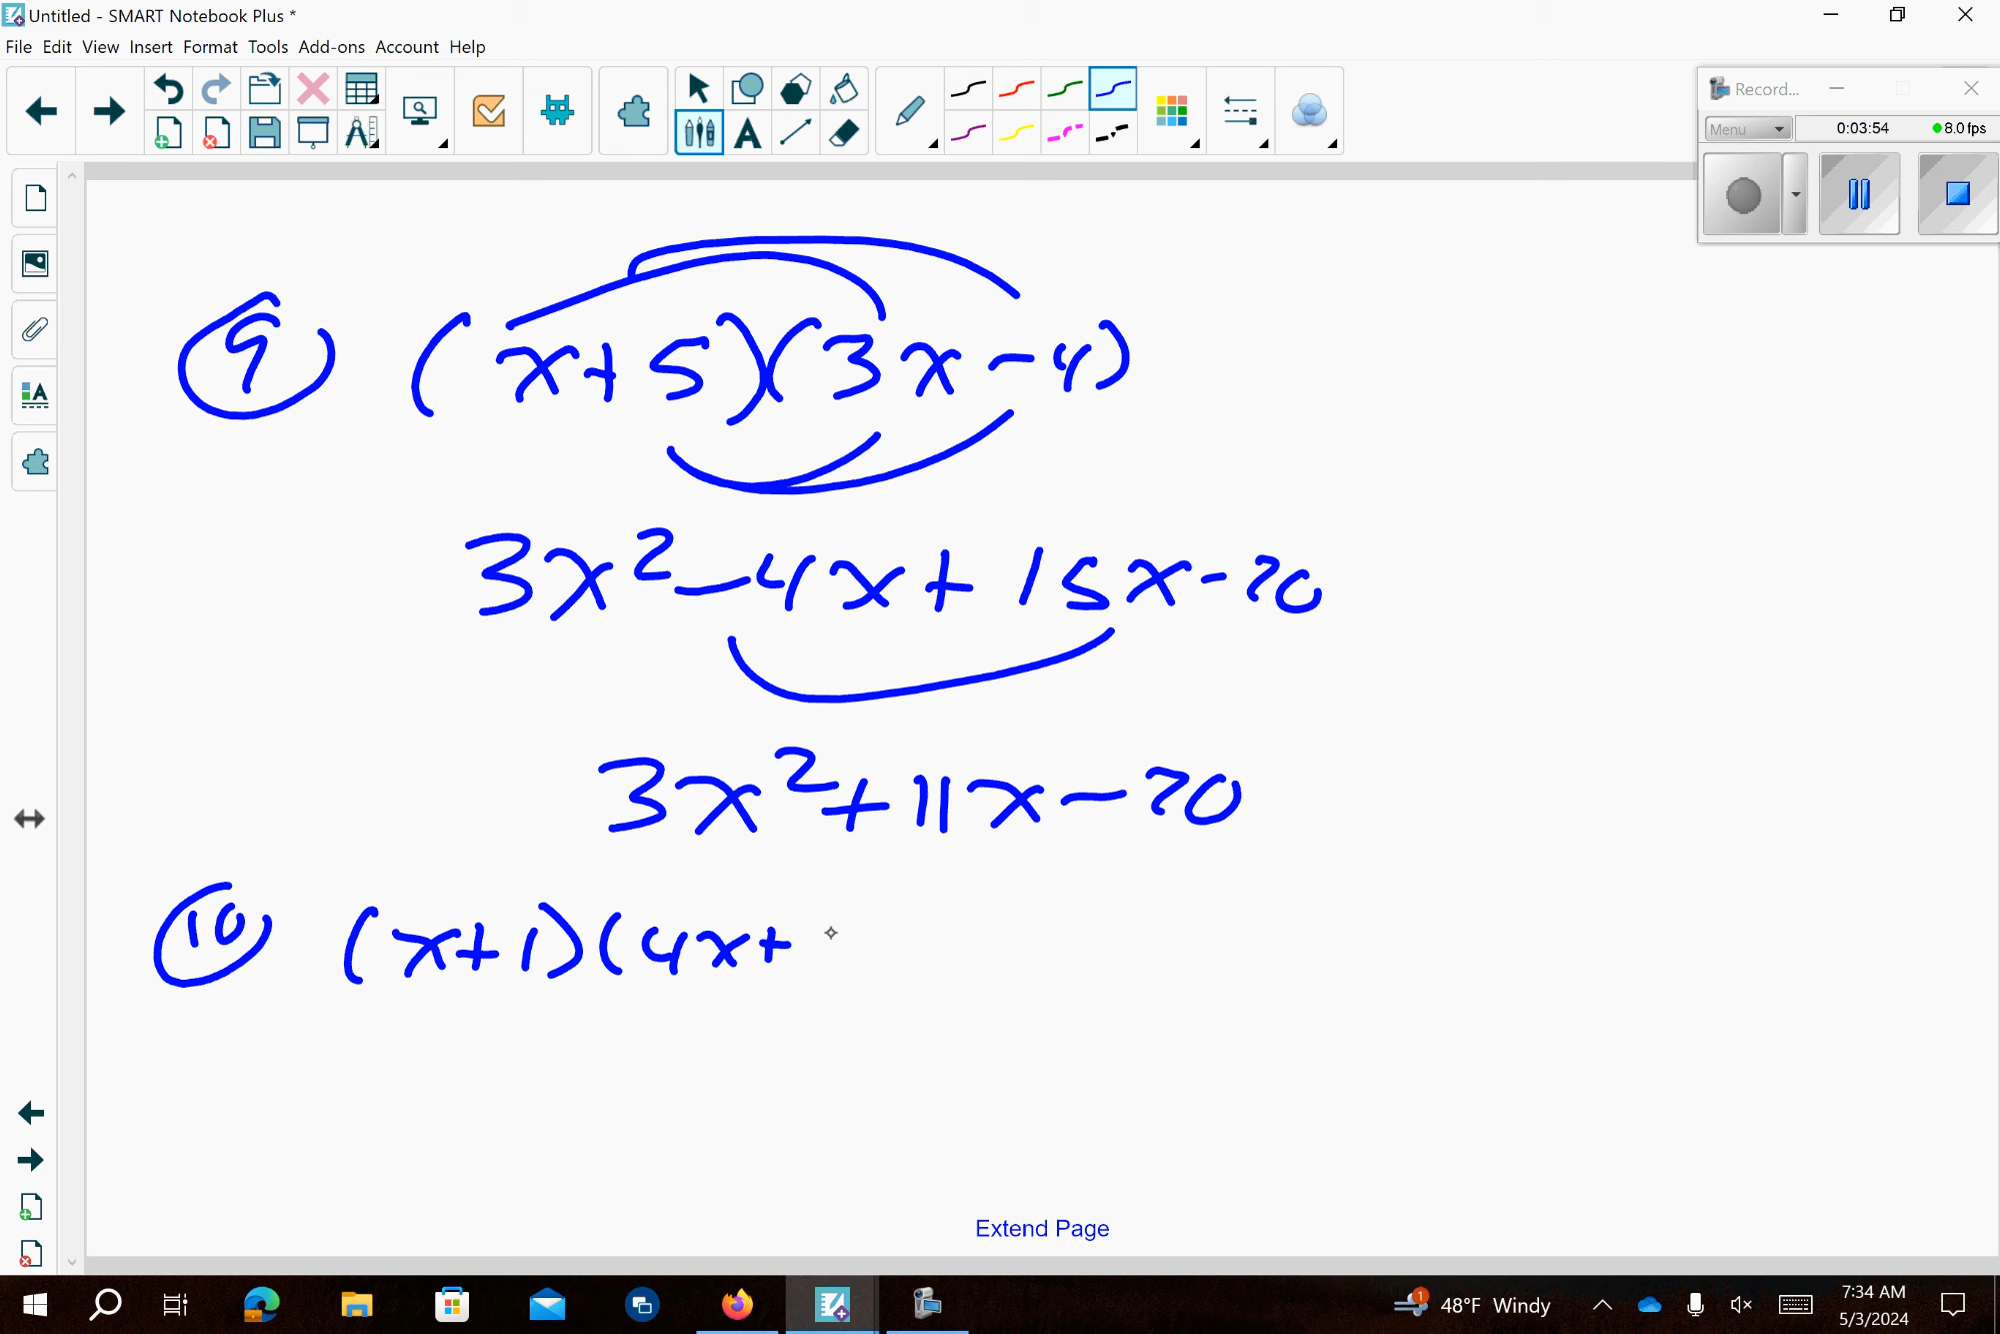 Untitled - SMART Notebook Plus *
File Edit View Insert Format Tools Add-ons Account Help
Record...
Menu 0:03:54 8.0 fps
9 (x+5)(3x-4)
3x²-4x+15x-20
3x²+11x-20
10 (x+1)(4x+
Extend Page
1 48°F Windy
7:34 AM
5/3/2024